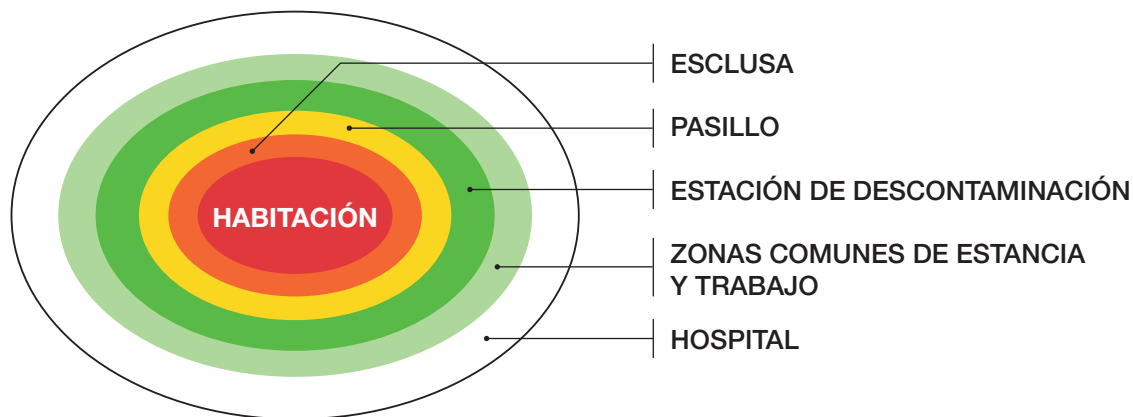 HABITACIÓN
ESCLUSA
PASILLO
ESTACIÓN DE DESCONTAMINACIÓN
ZONAS COMUNES DE ESTANCIA
Y TRABAJO
HOSPITAL